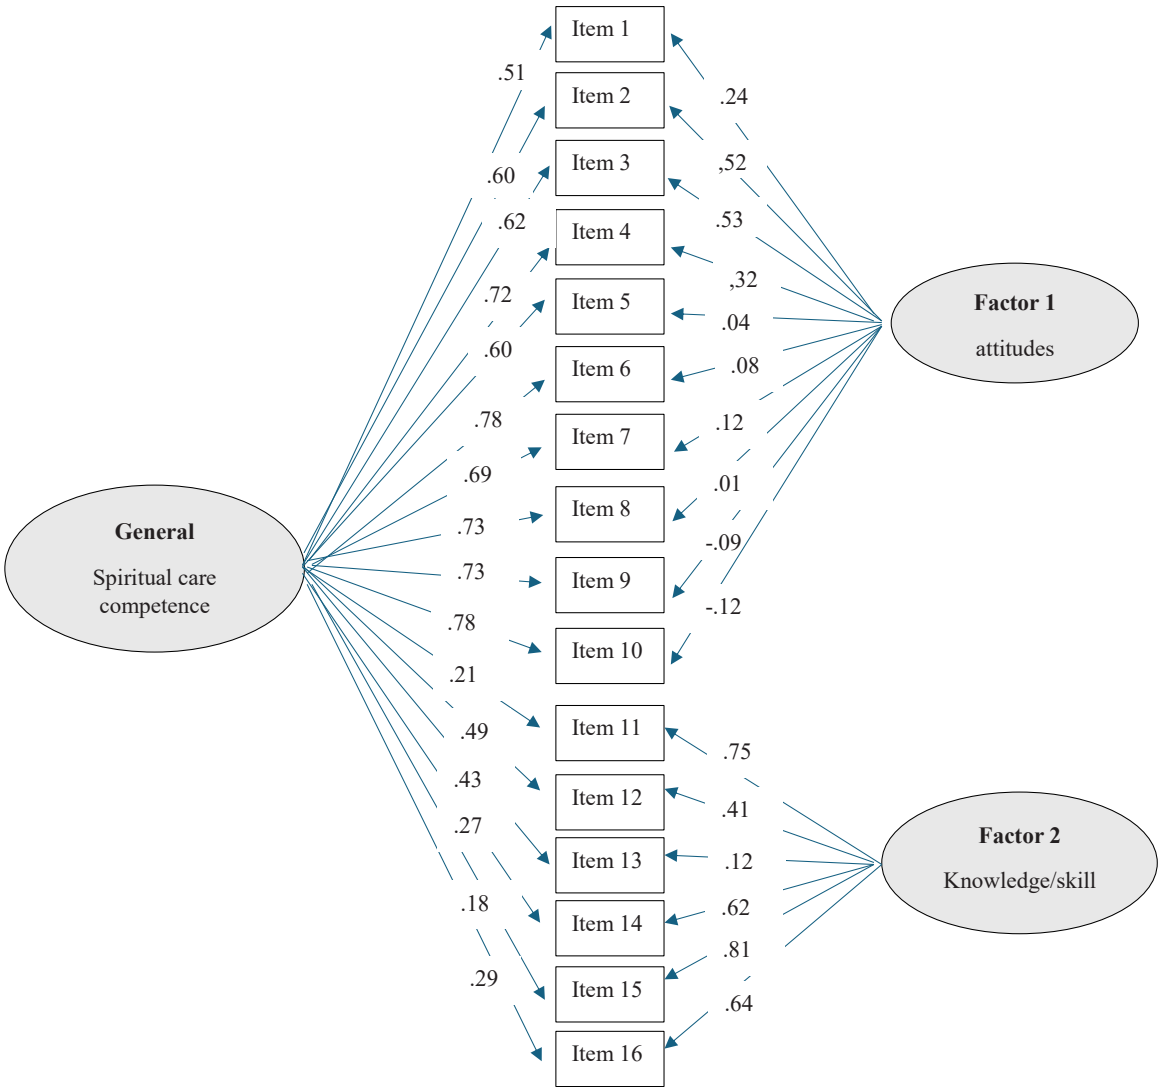 Item 1
.51
.24
Item 2
.60
,52
Item 3
.62
.53
Item 4
.72
,32
Item 5
.60
.04
Item 6
.78
.08
Item 7
.69
.12
Item 8
.73
.01
Item 9
.73
-.09
Item 10
.78
-.12
Item 11
.21
.75
Item 12
.49
.41
Item 13
.43
.12
Item 14
.27
.62
Item 15
.18
.81
Item 16
.29
.64
General
Spiritual care
competence
Factor 1
attitudes
Factor 2
Knowledge/skill